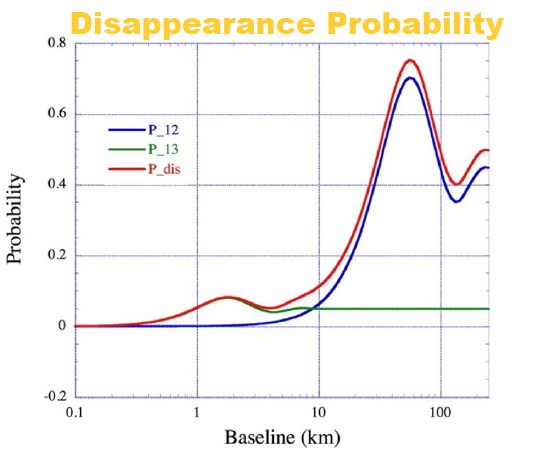 Disappearance Probability
0.8
0.6
0.4
0.2
0
-0.2
Probability
P_12
P_13
P_dis
0.1 1 10 100
Baseline (km)